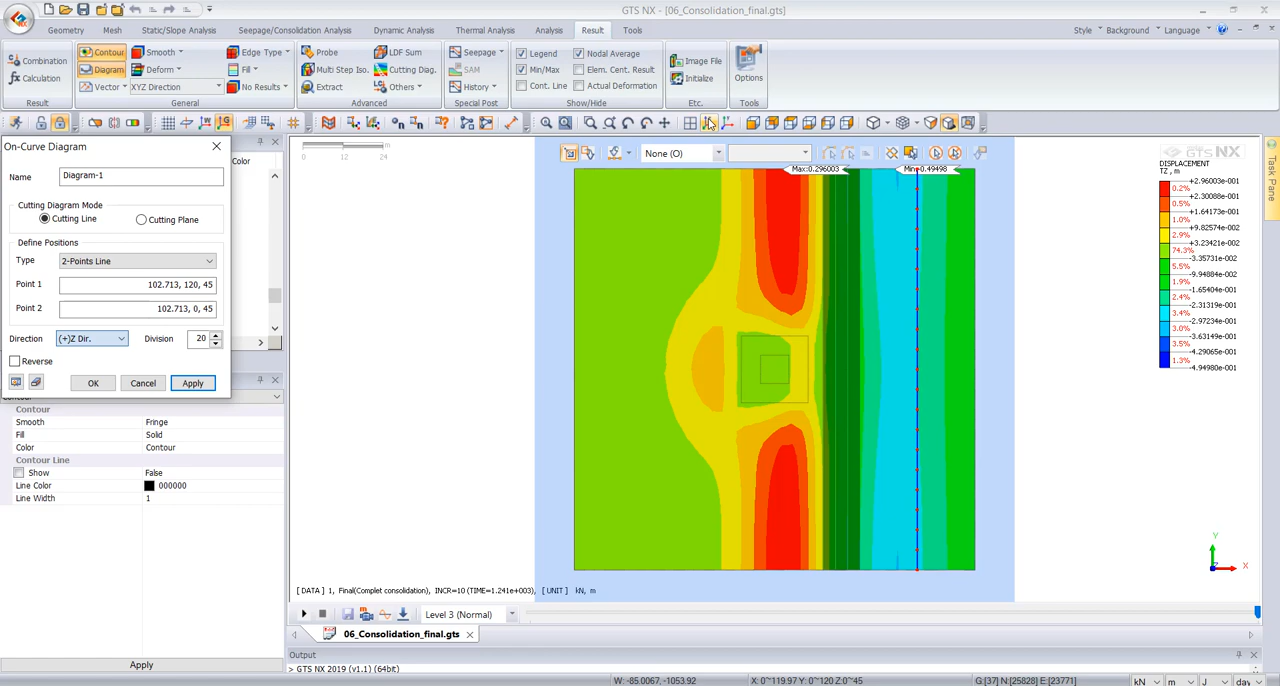 GTS NX - [06_Consolidation_final.gts]
Geometry Mesh Static/Slope Analysis Seepage/Consolidation Analysis Dynamic Analysis Thermal Analysis Analysis Result Tools Style Background Language
Combination Contour Smooth Edge Type Probe LDF Sum Seepage Legend Nodal Average Image File
Calculation Diagram Deform Fill Multi Step Iso. Cutting Diag. SAM Min/Max Elem. Cent. Result Initialize Options
Vector XYZ Direction No Results Extract Others History Cont. Line Actual Deformation
Result General Advanced Special Post Show/Hide Etc. Tools
On-Curve Diagram
Color
Name Diagram-1
Cutting Diagram Mode
Cutting Line Cutting Plane
Define Positions
Type 2-Points Line
Point 1 102.713, 120, 45
Point 2 102.713, 0, 45
Direction (+)Z Dir. Division 20
Reverse
OK Cancel Apply
Contour
Smooth Fringe
Fill Solid
Color Contour
Contour Line
Show False
Line Color 000000
Line Width 1
Apply
m
0 12 24
None (O)
Max:0.296003 Min-0.49498
GTS NX
Task Pane
DISPLACEMENT
TZ , m
+2.96003e-001
0.2%
+2.30088e-001
0.5%
+1.64173e-001
1.0%
+9.82574e-002
2.9%
+3.23421e-002
74.3%
-3.35731e-002
5.5%
-9.94884e-002
1.9%
-1.65404e-001
2.4%
-2.31319e-001
3.4%
-2.97234e-001
3.0%
-3.63149e-001
3.5%
-4.29065e-001
1.3%
-4.94980e-001
Y
Z
X
[ DATA ] 1, Final(Complet consolidation), INCR=10 (TIME=1.241e+003), [ UNIT ] kN, m
Level 3 (Normal)
06_Consolidation_final.gts
Output
> GTS NX 2019 (v1.1) (64bit)
W: -85.0067, -1053.92 X: 0~119.97 Y: 0~120 Z:0~45 G:[37] N:[25828] E:[23771] kN m J day